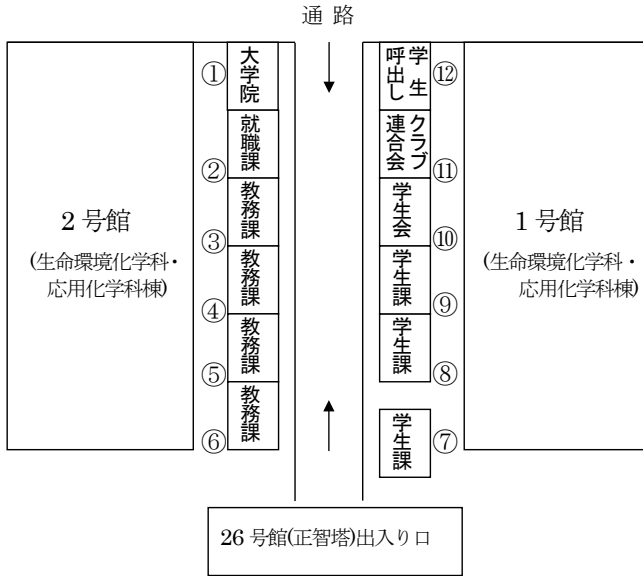 通 路
①
大学院
②
就職課
③
教務課
④
教務課
⑤
教務課
⑥
教務課
2 号館
(生命環境化学科・
応用化学科棟)
学生
呼出し
⑫
クラブ
連合会
⑪
学生会
⑩
学生課
⑨
学生課
⑧
学生課
⑦
1 号館
(生命環境化学科・
応用化学科棟)
26 号館(正智塔)出入り口